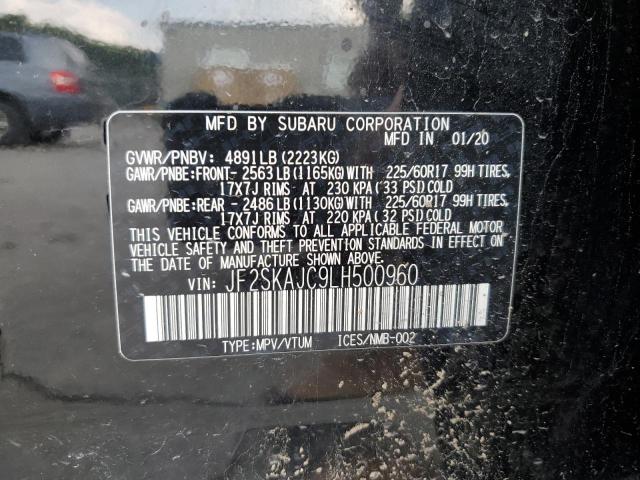 MFD BY SUBARU CORPORATION
MFD IN 01/20
GVWR/PNBV: 4891LB (2223KG)
GAWR/PNBE:FRONT- 2563LB(1165KG)WITH 225/60R17 99H TIRES,
17X7J RIMS AT 230 KPA (33 PSI)COLD
GAWR/PNBE:REAR - 2486LB(1130KG)WITH 225/60R17 99H TIRES,
17X7J RIMS AT 220 KPA (32 PSI)COLD
THIS VEHICLE CONFORMS TO ALL APPLICABLE FEDERAL MOTOR
VEHICLE SAFETY AND THEFT PREVENTION STANDARDS IN EFFECT
ON THE DATE OF MANUFACTURE SHOWN ABOVE.
VIN: JF2SKAJC9LH500960
TYPE:MPV/VTUM ICES/NMB-002